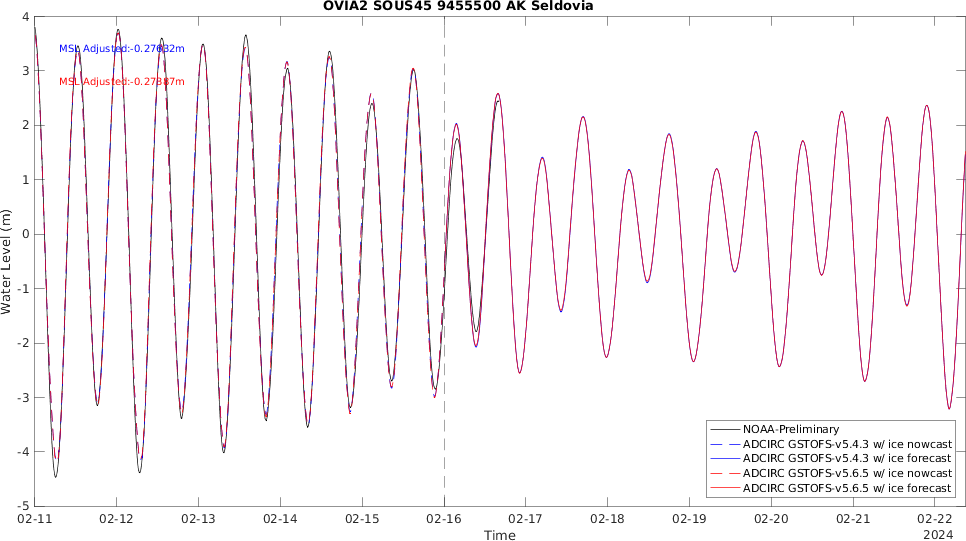 OVIA2 SOUS45 9455500 AK Seldovia
4
3
2
1
0
-1
-2
-3
-4
-5
Water Level (m)
MSL Adjusted:-0.27632m
MSL Adjusted:-0.27387m
NOAA-Preliminary
ADCIRC GSTOFS-v5.4.3 w/ ice nowcast
ADCIRC GSTOFS-v5.4.3 w/ ice forecast
ADCIRC GSTOFS-v5.6.5 w/ ice nowcast
ADCIRC GSTOFS-v5.6.5 w/ ice forecast
02-11 02-12 02-13 02-14 02-15 02-16 02-17 02-18 02-19 02-20 02-21 02-22
Time
2024